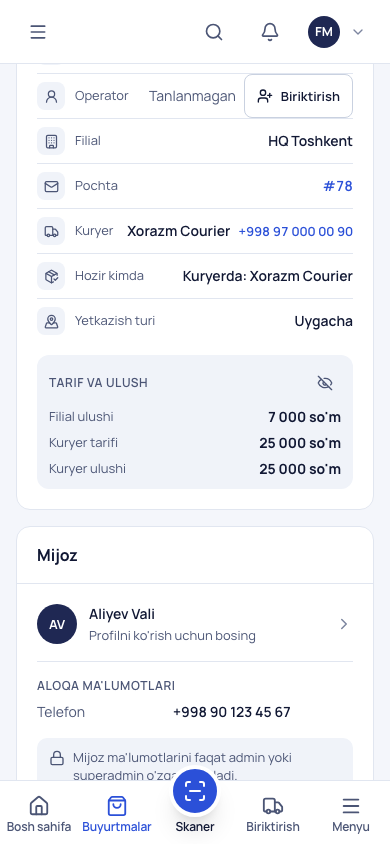 FM
Operator Tanlanmagan Biriktirish
Filial HQ Toshkent
Pochta #78
Kuryer Xorazm Courier +998 97 000 00 90
Hozir kimda Kuryerda: Xorazm Courier
Yetkazish turi Uygacha
TARIF VA ULUSH
Filial ulushi 7 000 so'm
Kuryer tarifi 25 000 so'm
Kuryer ulushi 25 000 so'm
Mijoz
AV Aliyev Vali
Profilni ko'rish uchun bosing
ALOQA MA'LUMOTLARI
Telefon +998 90 123 45 67
Mijoz ma'lumotlarini faqat admin yoki
superadmin
Bosh sahifa Buyurtmalar Skaner Biriktirish Menyu